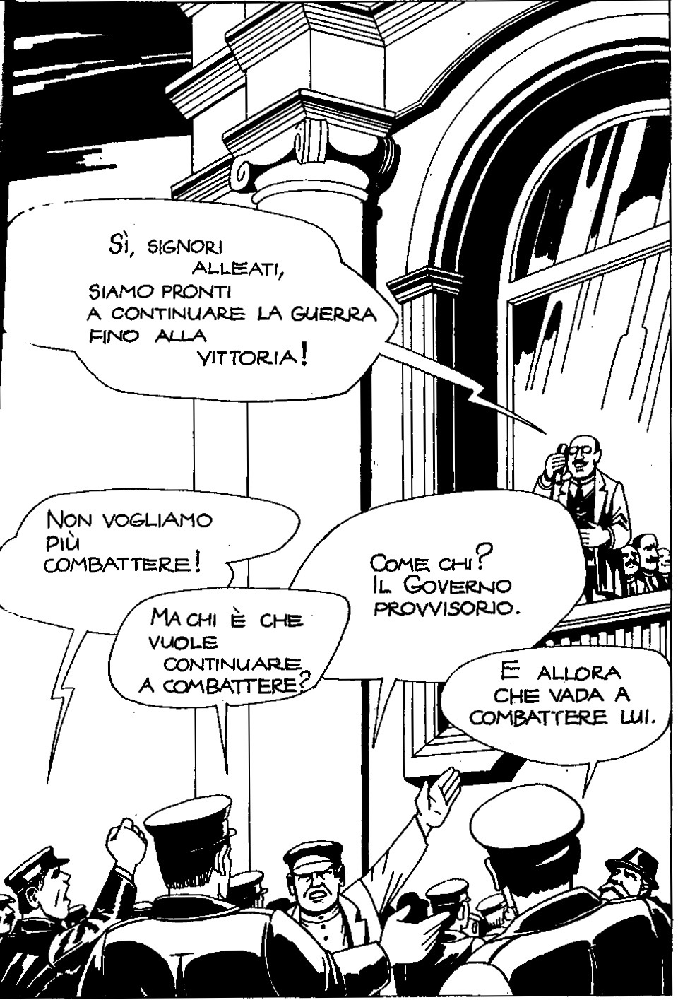 SÌ, SIGNORI
ALLEATI,
SIAMO PRONTI
A CONTINUARE LA GUERRA
FINO ALLA
VITTORIA!
NON VOGLIAMO
PIÙ
COMBATTERE!
MA CHI È CHE
VUOLE
CONTINUARE
A COMBATTERE?
COME CHI?
IL GOVERNO
PROVVISORIO.
E ALLORA
CHE VADA A
COMBATTERE LUI.